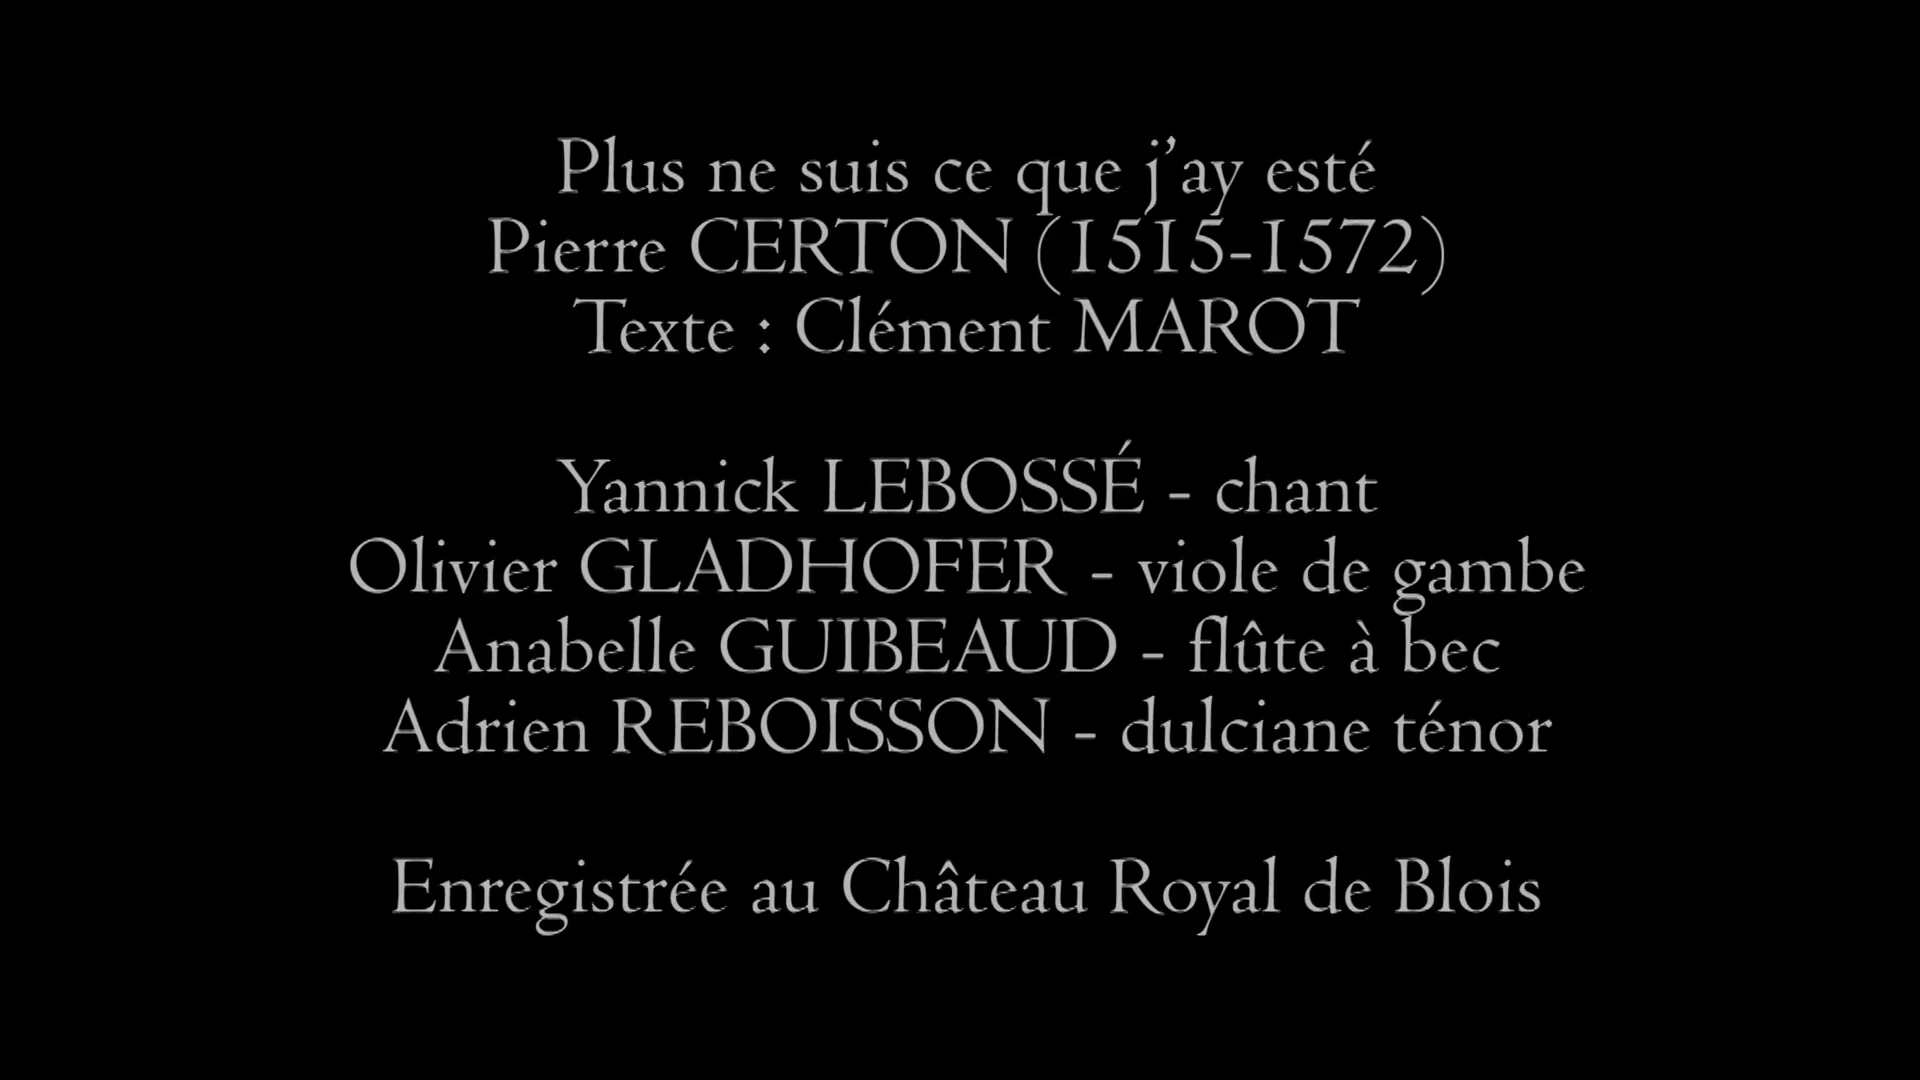 Plus ne suis ce que j’ay esté
Pierre CERTON (1515-1572)
Texte : Clément MAROT
Yannick LEBOSSÉ - chant
Olivier GLADHOFER - viole de gambe
Anabelle GUIBEAUD - flûte à bec
Adrien REBOISSON - dulciane ténor
Enregistrée au Château Royal de Blois